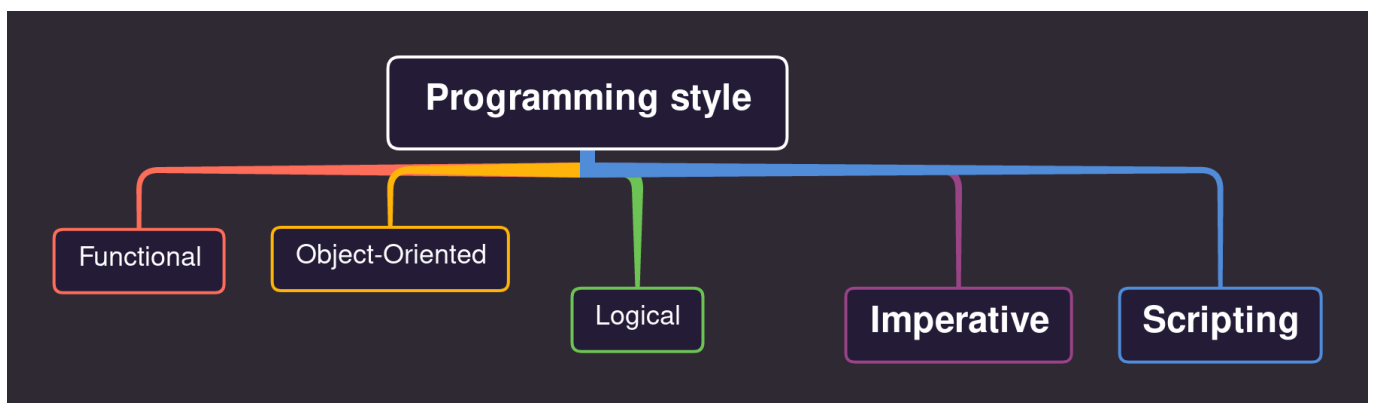 Programming style
Functional
Object-Oriented
Logical
Imperative
Scripting